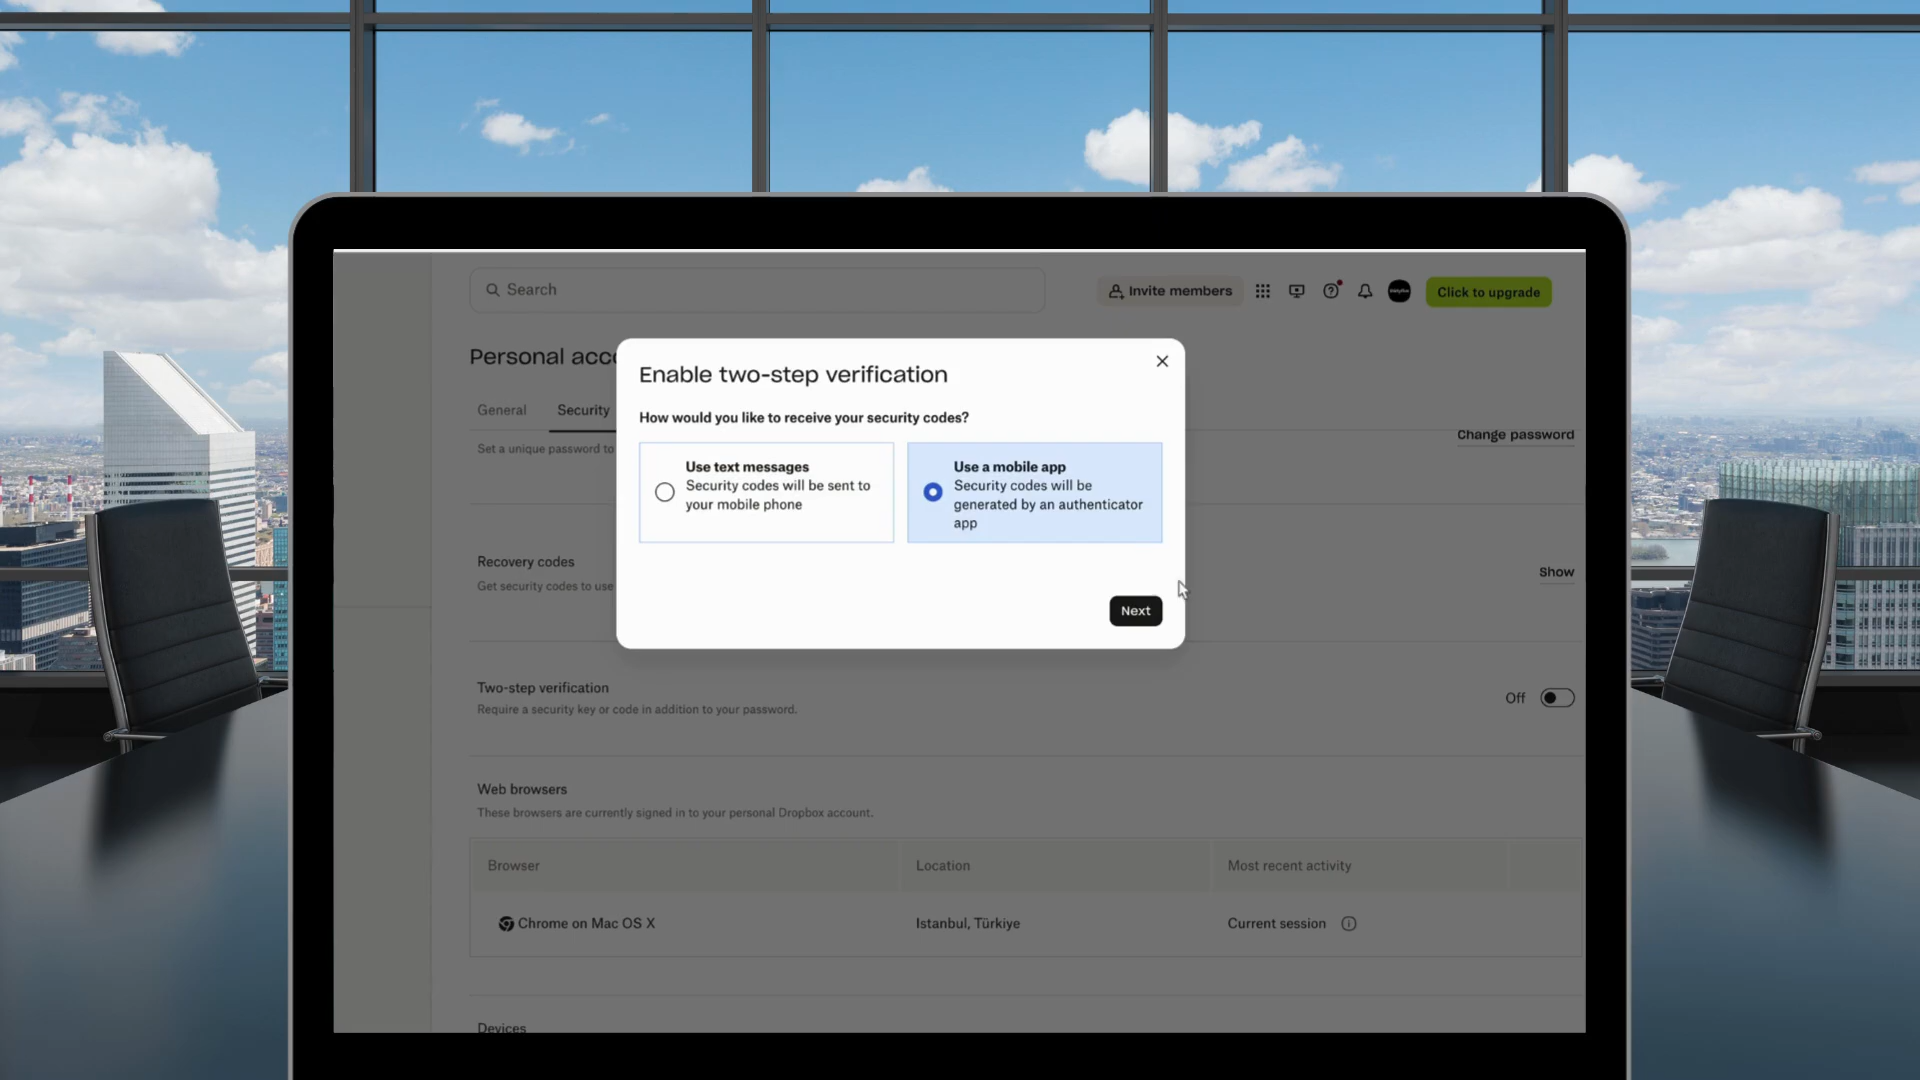 Search
Invite members
Click to upgrade
Personal acco
General
Security
Set a unique password to
Change password
Enable two-step verification
How would you like to receive your security codes?
Use text messages
Security codes will be sent to
your mobile phone
Use a mobile app
Security codes will be
generated by an authenticator
app
Next
Recovery codes
Get security codes to use
Show
Two-step verification
Require a security key or code in addition to your password.
Off
Web browsers
These browsers are currently signed in to your personal Dropbox account.
Browser
Location
Most recent activity
Chrome on Mac OS X
Istanbul, Türkiye
Current session
Devices